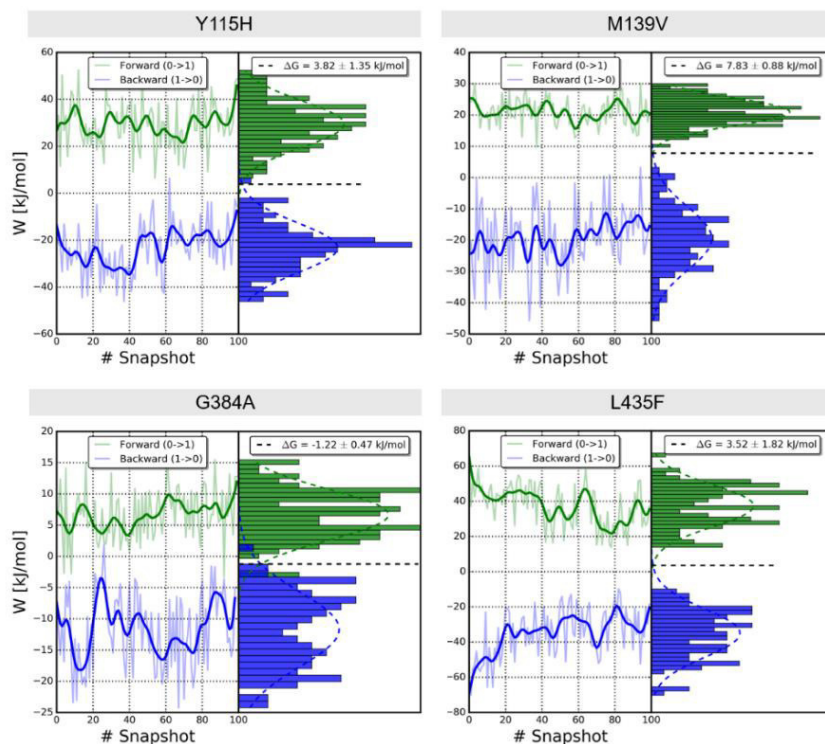 Y115H
W [kJ/mol]
60
40
20
0
−20
−40
−60
Forward (0->1)
Backward (1->0)
ΔG = 3.82 ± 1.35 kJ/mol
0 20 40 60 80 100
# Snapshot
M139V
40
30
20
10
0
−10
−20
−30
−40
−50
Forward (0->1)
Backward (1->0)
ΔG = 7.83 ± 0.88 kJ/mol
0 20 40 60 80 100
# Snapshot
G384A
W [kJ/mol]
20
15
10
5
0
−5
−10
−15
−20
−25
Forward (0->1)
Backward (1->0)
ΔG = -1.22 ± 0.47 kJ/mol
0 20 40 60 80 100
# Snapshot
L435F
80
60
40
20
0
−20
−40
−60
−80
Forward (0->1)
Backward (1->0)
ΔG = 3.52 ± 1.82 kJ/mol
0 20 40 60 80 100
# Snapshot